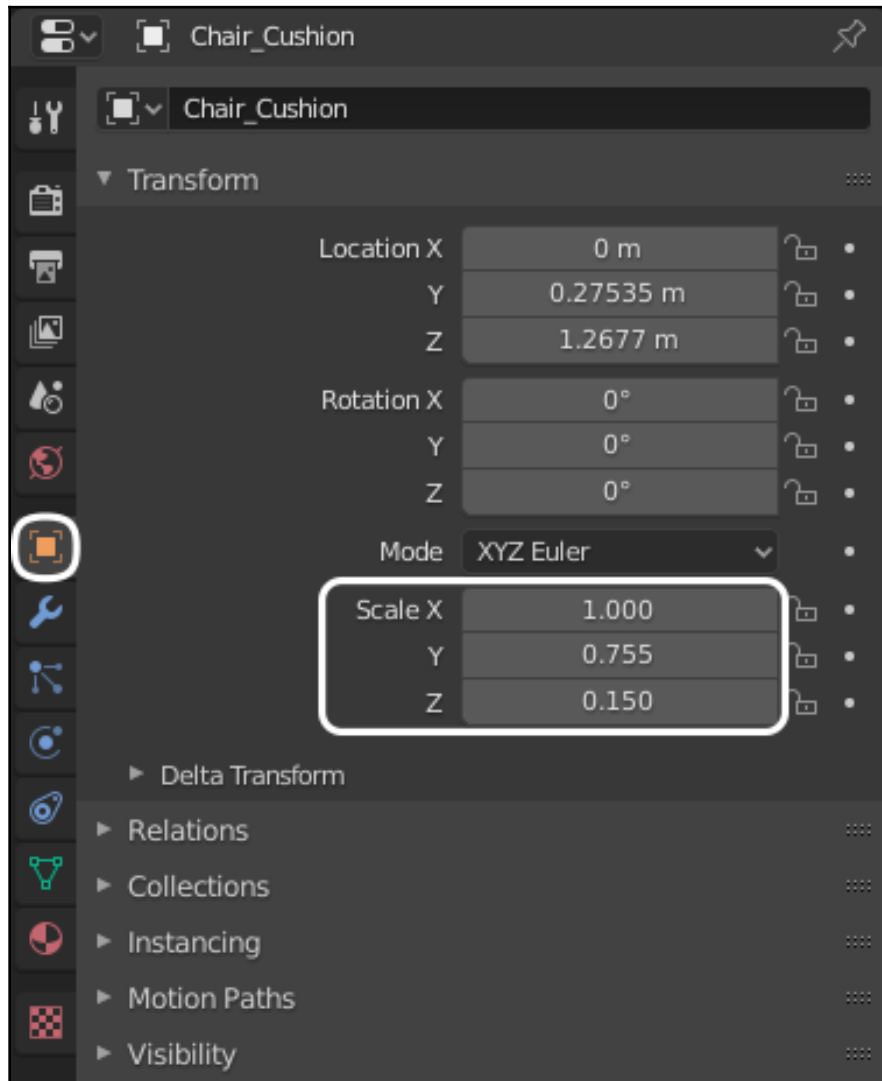 Chair_Cushion
Chair_Cushion
Transform
Location X 0 m
Y 0.27535 m
Z 1.2677 m
Rotation X 0°
Y 0°
Z 0°
Mode XYZ Euler
Scale X 1.000
Y 0.755
Z 0.150
Delta Transform
Relations
Collections
Instancing
Motion Paths
Visibility